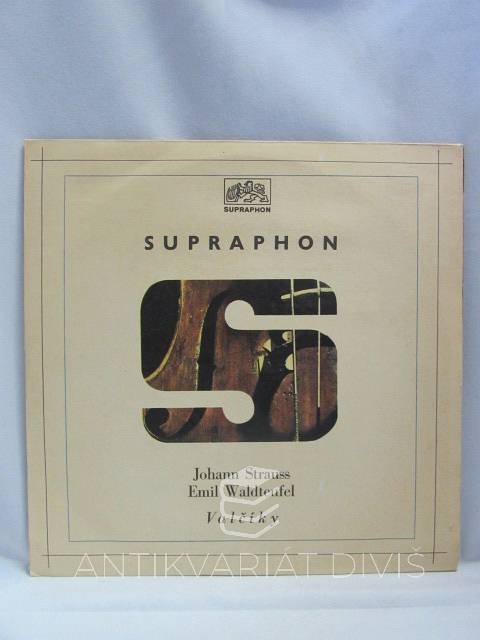 SUPRAPHON
SUPRAPHON
Johann Strauss
Emil Waldteufel
Valčíky
ANTIKVARIÁT DIVIŠ